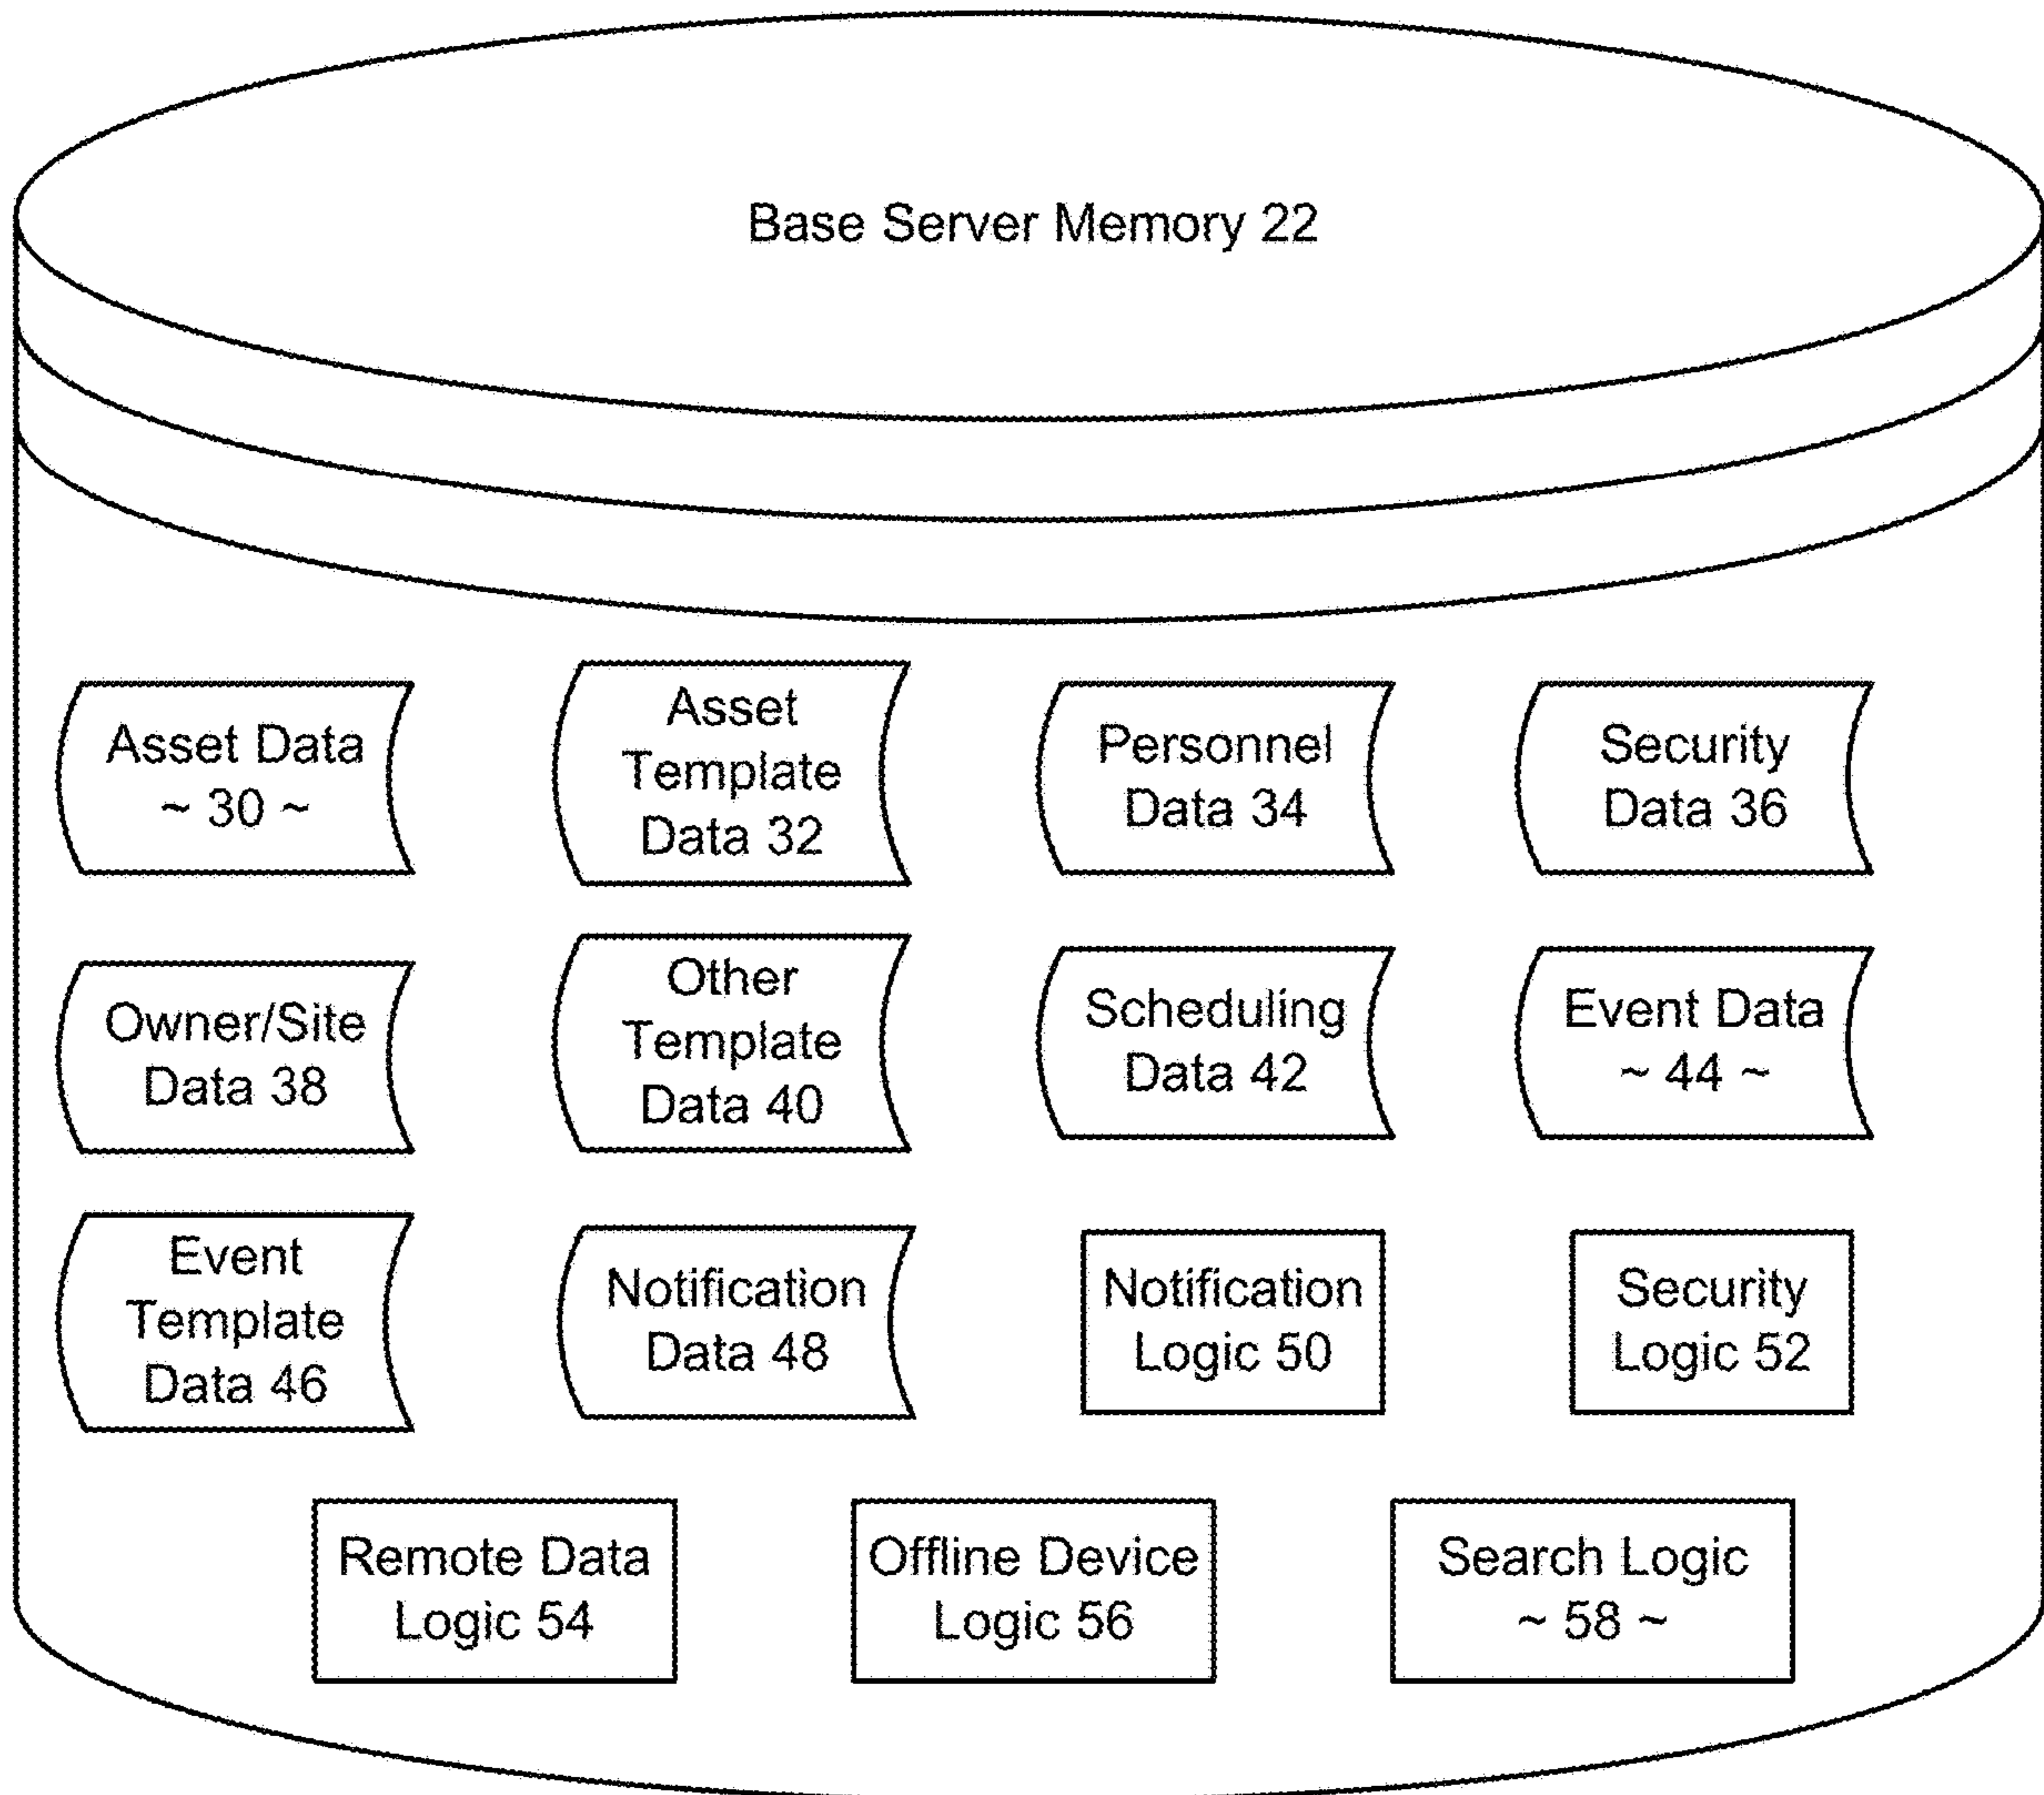 Base Server Memory 22
Asset Data
~ 30 ~
Asset
Template
Data 32
Personnel
Data 34
Security
Data 36
Owner/Site
Data 38
Other
Template
Data 40
Scheduling
Data 42
Event Data
~ 44 ~
Event
Template
Data 46
Notification
Data 48
Notification
Logic 50
Security
Logic 52
Remote Data
Logic 54
Offline Device
Logic 56
Search Logic
~ 58 ~